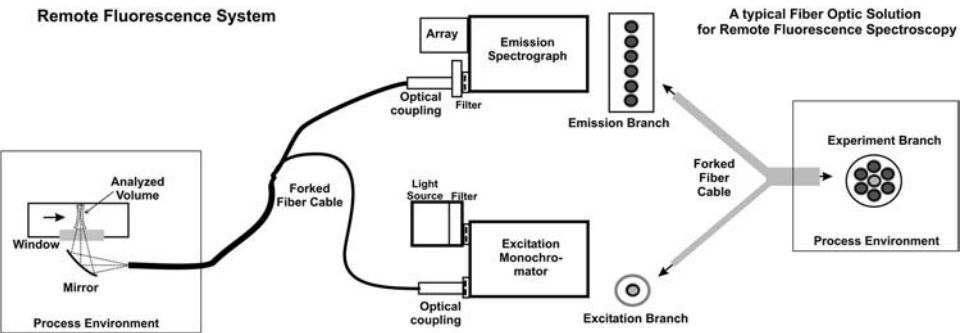 Remote Fluorescence System
A typical Fiber Optic Solution
for Remote Fluorescence Spectroscopy
Array
Emission
Spectrograph
Optical
coupling
Filter
Emission Branch
Experiment Branch
Forked
Fiber
Cable
Process Environment
Analyzed
Volume
Window
Mirror
Process Environment
Forked
Fiber Cable
Light
Source
Filter
Excitation
Monochro-
mator
Optical
coupling
Excitation Branch